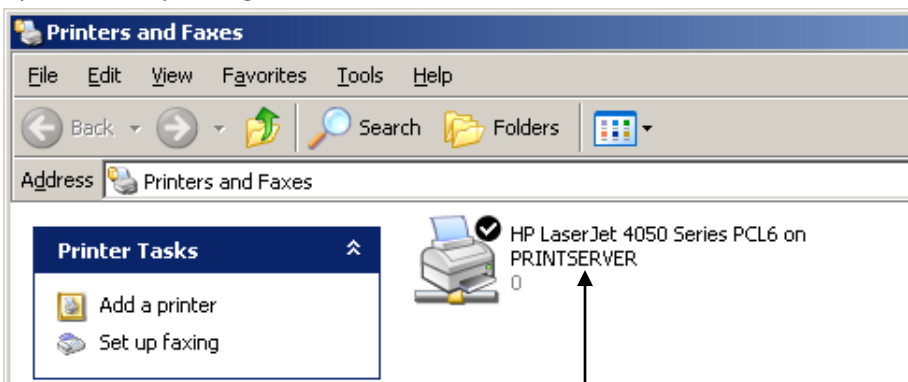 Printers and Faxes
File Edit View Favorites Tools Help
Back Search Folders
Address Printers and Faxes
Printer Tasks
Add a printer
Set up faxing
HP LaserJet 4050 Series PCL6 on
PRINTSERVER
0